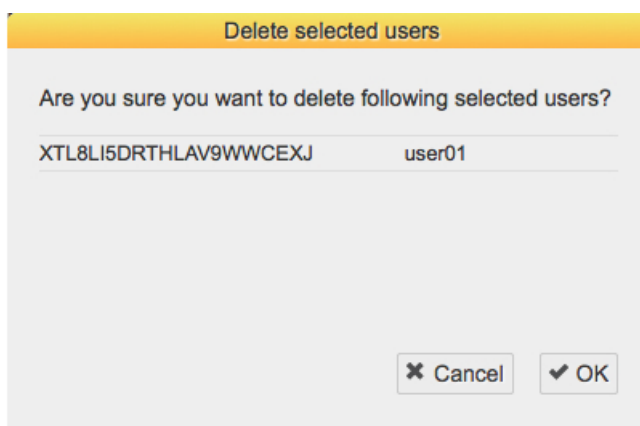 Delete selected users
Are you sure you want to delete following selected users?
XTL8LI5DRTHLAV9WWCEXJ user01
✖ Cancel ✔ OK